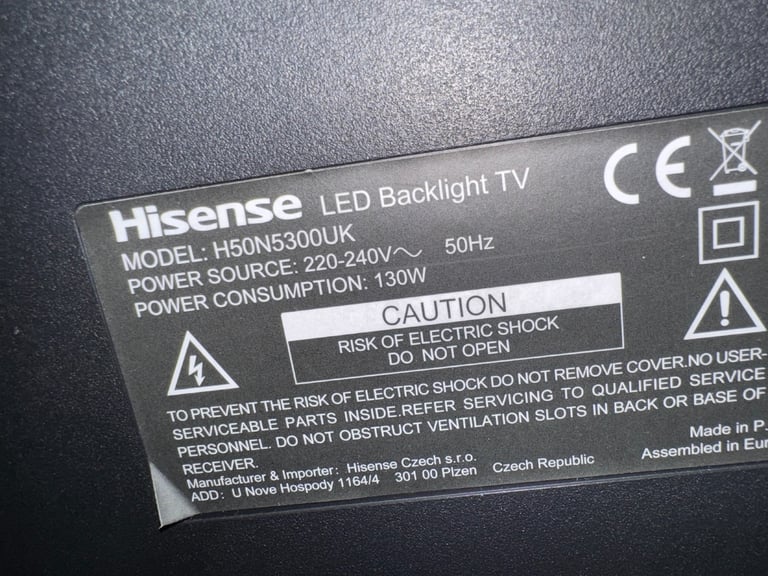 Hisense LED Backlight TV
MODEL: H50N5300UK
POWER SOURCE: 220-240V～ 50Hz
POWER CONSUMPTION: 130W
CAUTION
RISK OF ELECTRIC SHOCK
DO NOT OPEN
TO PREVENT THE RISK OF ELECTRIC SHOCK DO NOT REMOVE COVER.NO USER-
SERVICEABLE PARTS INSIDE.REFER SERVICING TO QUALIFIED SERVICE
PERSONNEL. DO NOT OBSTRUCT VENTILATION SLOTS IN BACK OR BASE OF
RECEIVER.
Manufacturer & Importer: Hisense Czech s.r.o.
ADD: U Nove Hospody 1164/4 301 00 Plzen Czech Republic
Made in P.
Assembled in Eur
CE